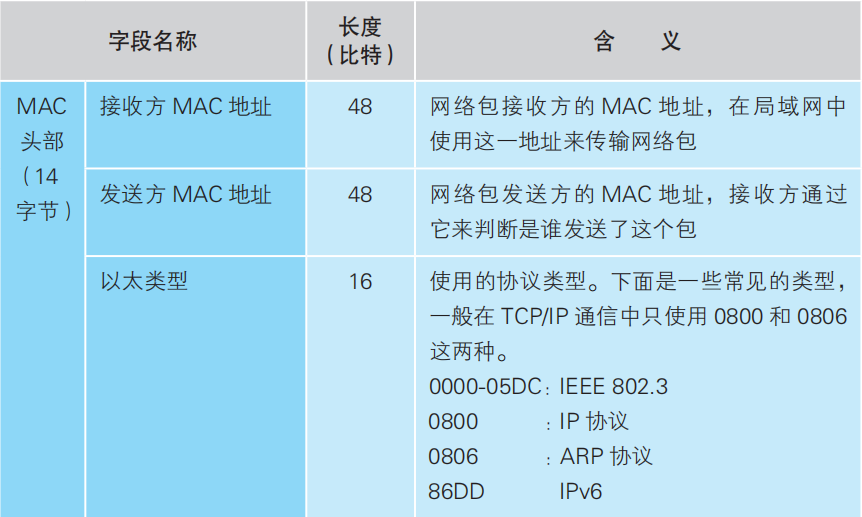 字段名称
长度
（比特）
含 义
MAC
头部
（14
字节）
接收方 MAC 地址
48
网络包接收方的 MAC 地址，在局域网中
使用这一地址来传输网络包
发送方 MAC 地址
48
网络包发送方的 MAC 地址，接收方通过
它来判断是谁发送了这个包
以太类型
16
使用的协议类型。下面是一些常见的类型，
一般在 TCP/IP 通信中只使用 0800 和 0806
这两种。
0000-05DC：IEEE 802.3
0800 ：IP 协议
0806 ：ARP 协议
86DD IPv6